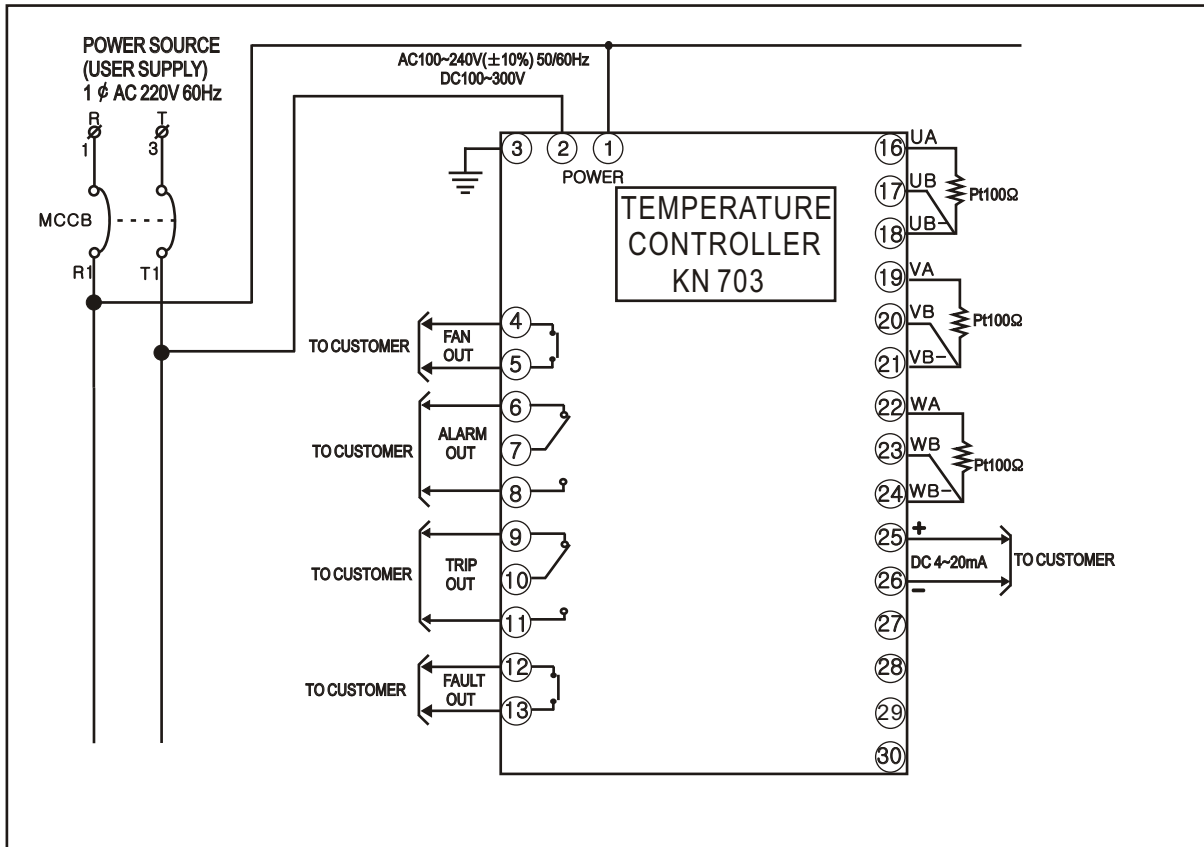 POWER SOURCE
(USER SUPPLY)
1 ¢ AC 220V 60Hz
R
T
1
3
MCCB
R1
T1
AC100~240V(±10%) 50/60Hz
DC100~300V
3
2
1
POWER
TEMPERATURE
CONTROLLER
KN 703
4
5
FAN
OUT
TO CUSTOMER
6
7
8
ALARM
OUT
TO CUSTOMER
9
10
11
TRIP
OUT
TO CUSTOMER
12
13
FAULT
OUT
TO CUSTOMER
16
UA
17
UB
18
UB-
Pt100Ω
19
VA
20
VB
21
VB-
Pt100Ω
22
WA
23
WB
24
WB-
Pt100Ω
25
+
DC 4~20mA
TO CUSTOMER
26
-
27
28
29
30